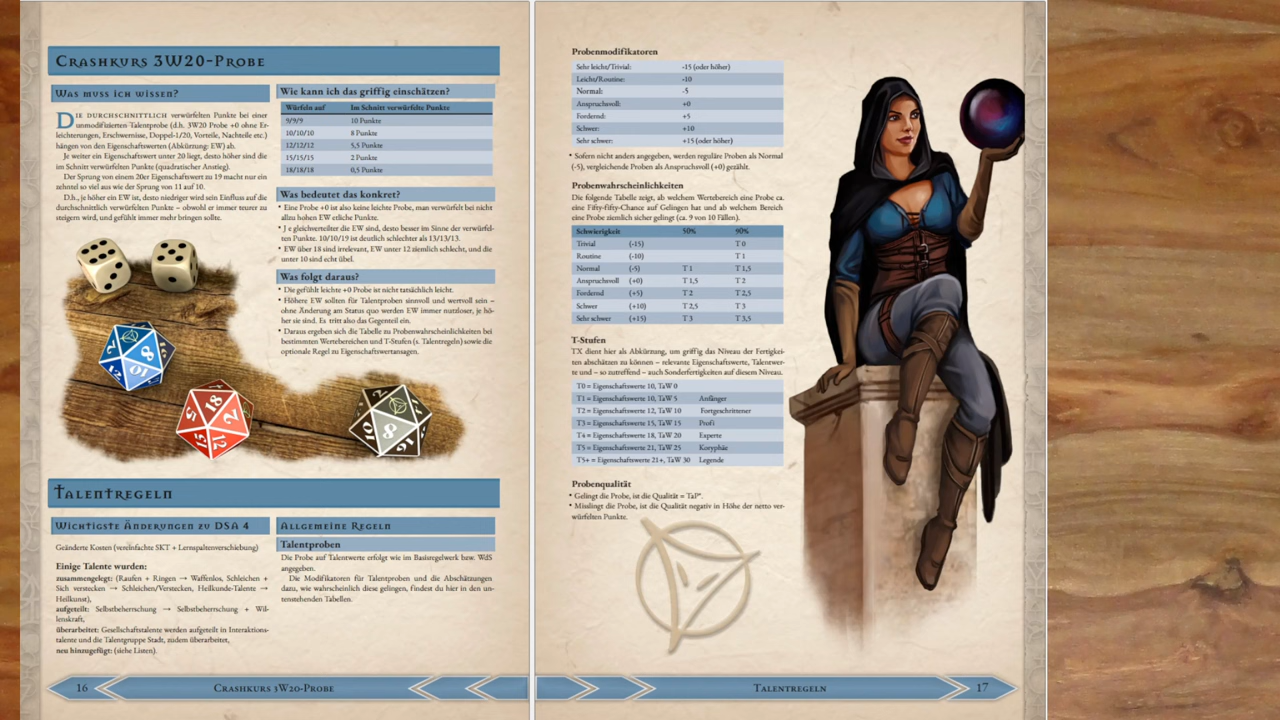 Crashkurs 3W20-Probe
Was muss ich wissen?
Die durchschnittlich verwürfelten Punkte bei einer
unmodifizierten Talentprobe (d.h. 3W20 Probe +0 ohne Er-
leichterungen, Erschwernisse, Doppel-1/20, Vorteile, Nachteile etc.)
hängen von den Eigenschaftswerten (Abkürzung: EW) ab.
Je weiter ein Eigenschaftswert unter 20 liegt, desto höher sind die
im Schnitt verwürfelten Punkte (quadratischer Anstieg).
Der Sprung von einem 20er Eigenschaftswert zu 19 macht nur ein
zehntel so viel aus wie der Sprung von 11 auf 10.
D.h., je höher ein EW ist, desto niedriger wird sein Einfluss auf die
durchschnittlich verwürfelten Punkte – obwohl er immer teurer zu
steigern wird, und gefühlt immer mehr bringen sollte.
Wie kann ich das griffig einschätzen?
Würfeln auf Im Schnitt verwürfelte Punkte
9/9/9 10 Punkte
10/10/10 8 Punkte
12/12/12 5,5 Punkte
15/15/15 2 Punkte
18/18/18 0,5 Punkte
Was bedeutet das konkret?
• Eine Probe +0 ist also keine leichte Probe, man verwürfelt bei nicht
allzu hohen EW etliche Punkte.
• J e gleichverteilter die EW sind, desto besser im Sinne der verwürfel-
ten Punkte. 10/10/19 ist deutlich schlechter als 13/13/13.
• EW über 18 sind irrelevant, EW unter 12 ziemlich schlecht, und die
unter 10 sind echt übel.
Was folgt daraus?
• Die gefühlt leichte +0 Probe ist nicht tatsächlich leicht.
• Höhere EW sollten für Talentproben sinnvoll und wertvoll sein –
ohne Änderung am Status quo werden EW immer nutzloser, je hö-
her sie sind. Es tritt also das Gegenteil ein.
• Daraus ergeben sich die Tabelle zu Probenwahrscheinlichkeiten bei
bestimmten Wertebereichen und T-Stufen (s. Talentregeln) sowie die
optionale Regel zu Eigenschaftswertansagen.
Talentregeln
Wichtigste Änderungen zu DSA 4
Geänderte Kosten (vereinfachte SKT + Lernspaltenverschiebung)
Einige Talente wurden:
zusammengelegt: (Raufen + Ringen → Waffenlos, Schleichen +
Sich verstecken → Schleichen/Verstecken, Heilkunde-Talente →
Heilkunst),
aufgeteilt: Selbstbeherrschung → Selbstbeherrschung + Wil-
lenskraft,
überarbeitet: Gesellschaftstalente werden aufgeteilt in Interaktions-
talente und die Talentgruppe Stadt, zudem überarbeitet,
neu hinzugefügt: (siehe Listen).
Allgemeine Regeln
Talentproben
Die Probe auf Talentwerte erfolgt wie im Basisregelwerk bzw. WdS
angegeben.
Die Modifikatoren für Talentproben und die Abschätzungen
dazu, wie wahrscheinlich diese gelingen, findest du hier in den un-
tenstehenden Tabellen.
16 Crashkurs 3W20-Probe
Probenmodifikatoren
Sehr leicht/Trivial: -15 (oder höher)
Leicht/Routine: -10
Normal: -5
Anspruchsvoll: +0
Fordernd: +5
Schwer: +10
Sehr schwer: +15 (oder höher)
• Sofern nicht anders angegeben, werden reguläre Proben als Normal
(-5), vergleichende Proben als Anspruchsvoll (+0) gezählt.
Probenwahrscheinlichkeiten
Die folgende Tabelle zeigt, ab welchem Wertebereich eine Probe ca.
eine Fifty-Fifty-Chance auf Gelingen hat und ab welchem Bereich
eine Probe ziemlich sicher gelingt (ca. 9 von 10 Fällen).
Schwierigkeit 50% 90%
Trivial (-15) T 0
Routine (-10) T 1
Normal (-5) T 1 T 1,5
Anspruchsvoll (+0) T 1,5 T 2
Fordernd (+5) T 2 T 2,5
Schwer (+10) T 2,5 T 3
Sehr schwer (+15) T 3 T 3,5
T-Stufen
TX dient hier als Abkürzung, um griffig das Niveau der Fertigkei-
ten abschätzen zu können – relevante Eigenschaftswerte, Talentwer-
te und – so zutreffend – auch Sonderfertigkeiten auf diesem Niveau.
T0 = Eigenschaftswerte 10, TaW 0
T1 = Eigenschaftswerte 10, TaW 5 Anfänger
T2 = Eigenschaftswerte 12, TaW 10 Fortgeschrittener
T3 = Eigenschaftswerte 15, TaW 15 Profi
T4 = Eigenschaftswerte 18, TaW 20 Experte
T5 = Eigenschaftswerte 21, TaW 25 Koryphäe
T5+ = Eigenschaftswerte 21+, TaW 30 Legende
Probenqualität
• Gelingt die Probe, ist die Qualität = TaP*.
• Misslingt die Probe, ist die Qualität negativ in Höhe der netto ver-
würfelten Punkte.
Talentregeln 17